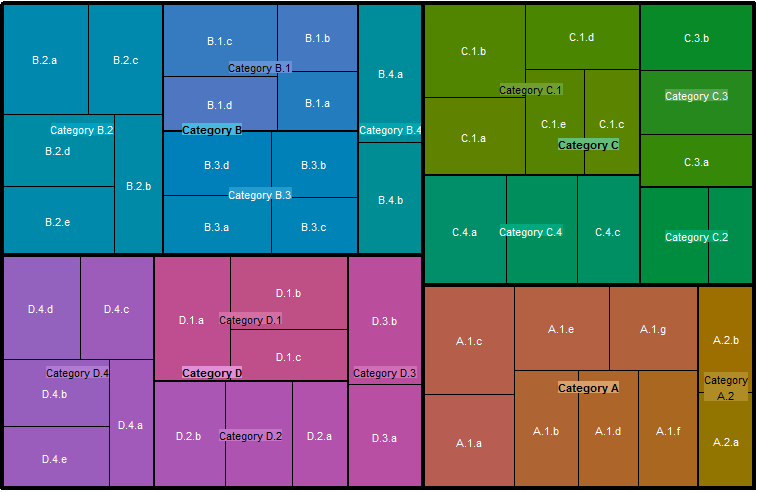 B.2.a
B.2.c
Category B.2
B.2.d
B.2.b
B.2.e
B.1.c
B.1.b
Category B.1
B.1.d
B.1.a
Category B
B.3.d
B.3.b
Category B.3
B.3.a
B.3.c
B.4.a
Category B.4
B.4.b
C.1.b
C.1.d
Category C.1
C.1.a
C.1.e
C.1.c
Category C
C.3.b
Category C.3
C.3.a
C.4.a
Category C.4
C.4.c
Category C.2
D.4.d
D.4.c
Category D.4
D.4.b
D.4.a
D.4.e
D.1.a
D.1.b
Category D.1
D.1.c
Category D
D.2.b
Category D.2
D.2.a
D.3.b
Category D.3
D.3.a
A.1.c
A.1.e
A.1.g
Category A
A.1.a
A.1.b
A.1.d
A.1.f
A.2.b
Category
A.2
A.2.a